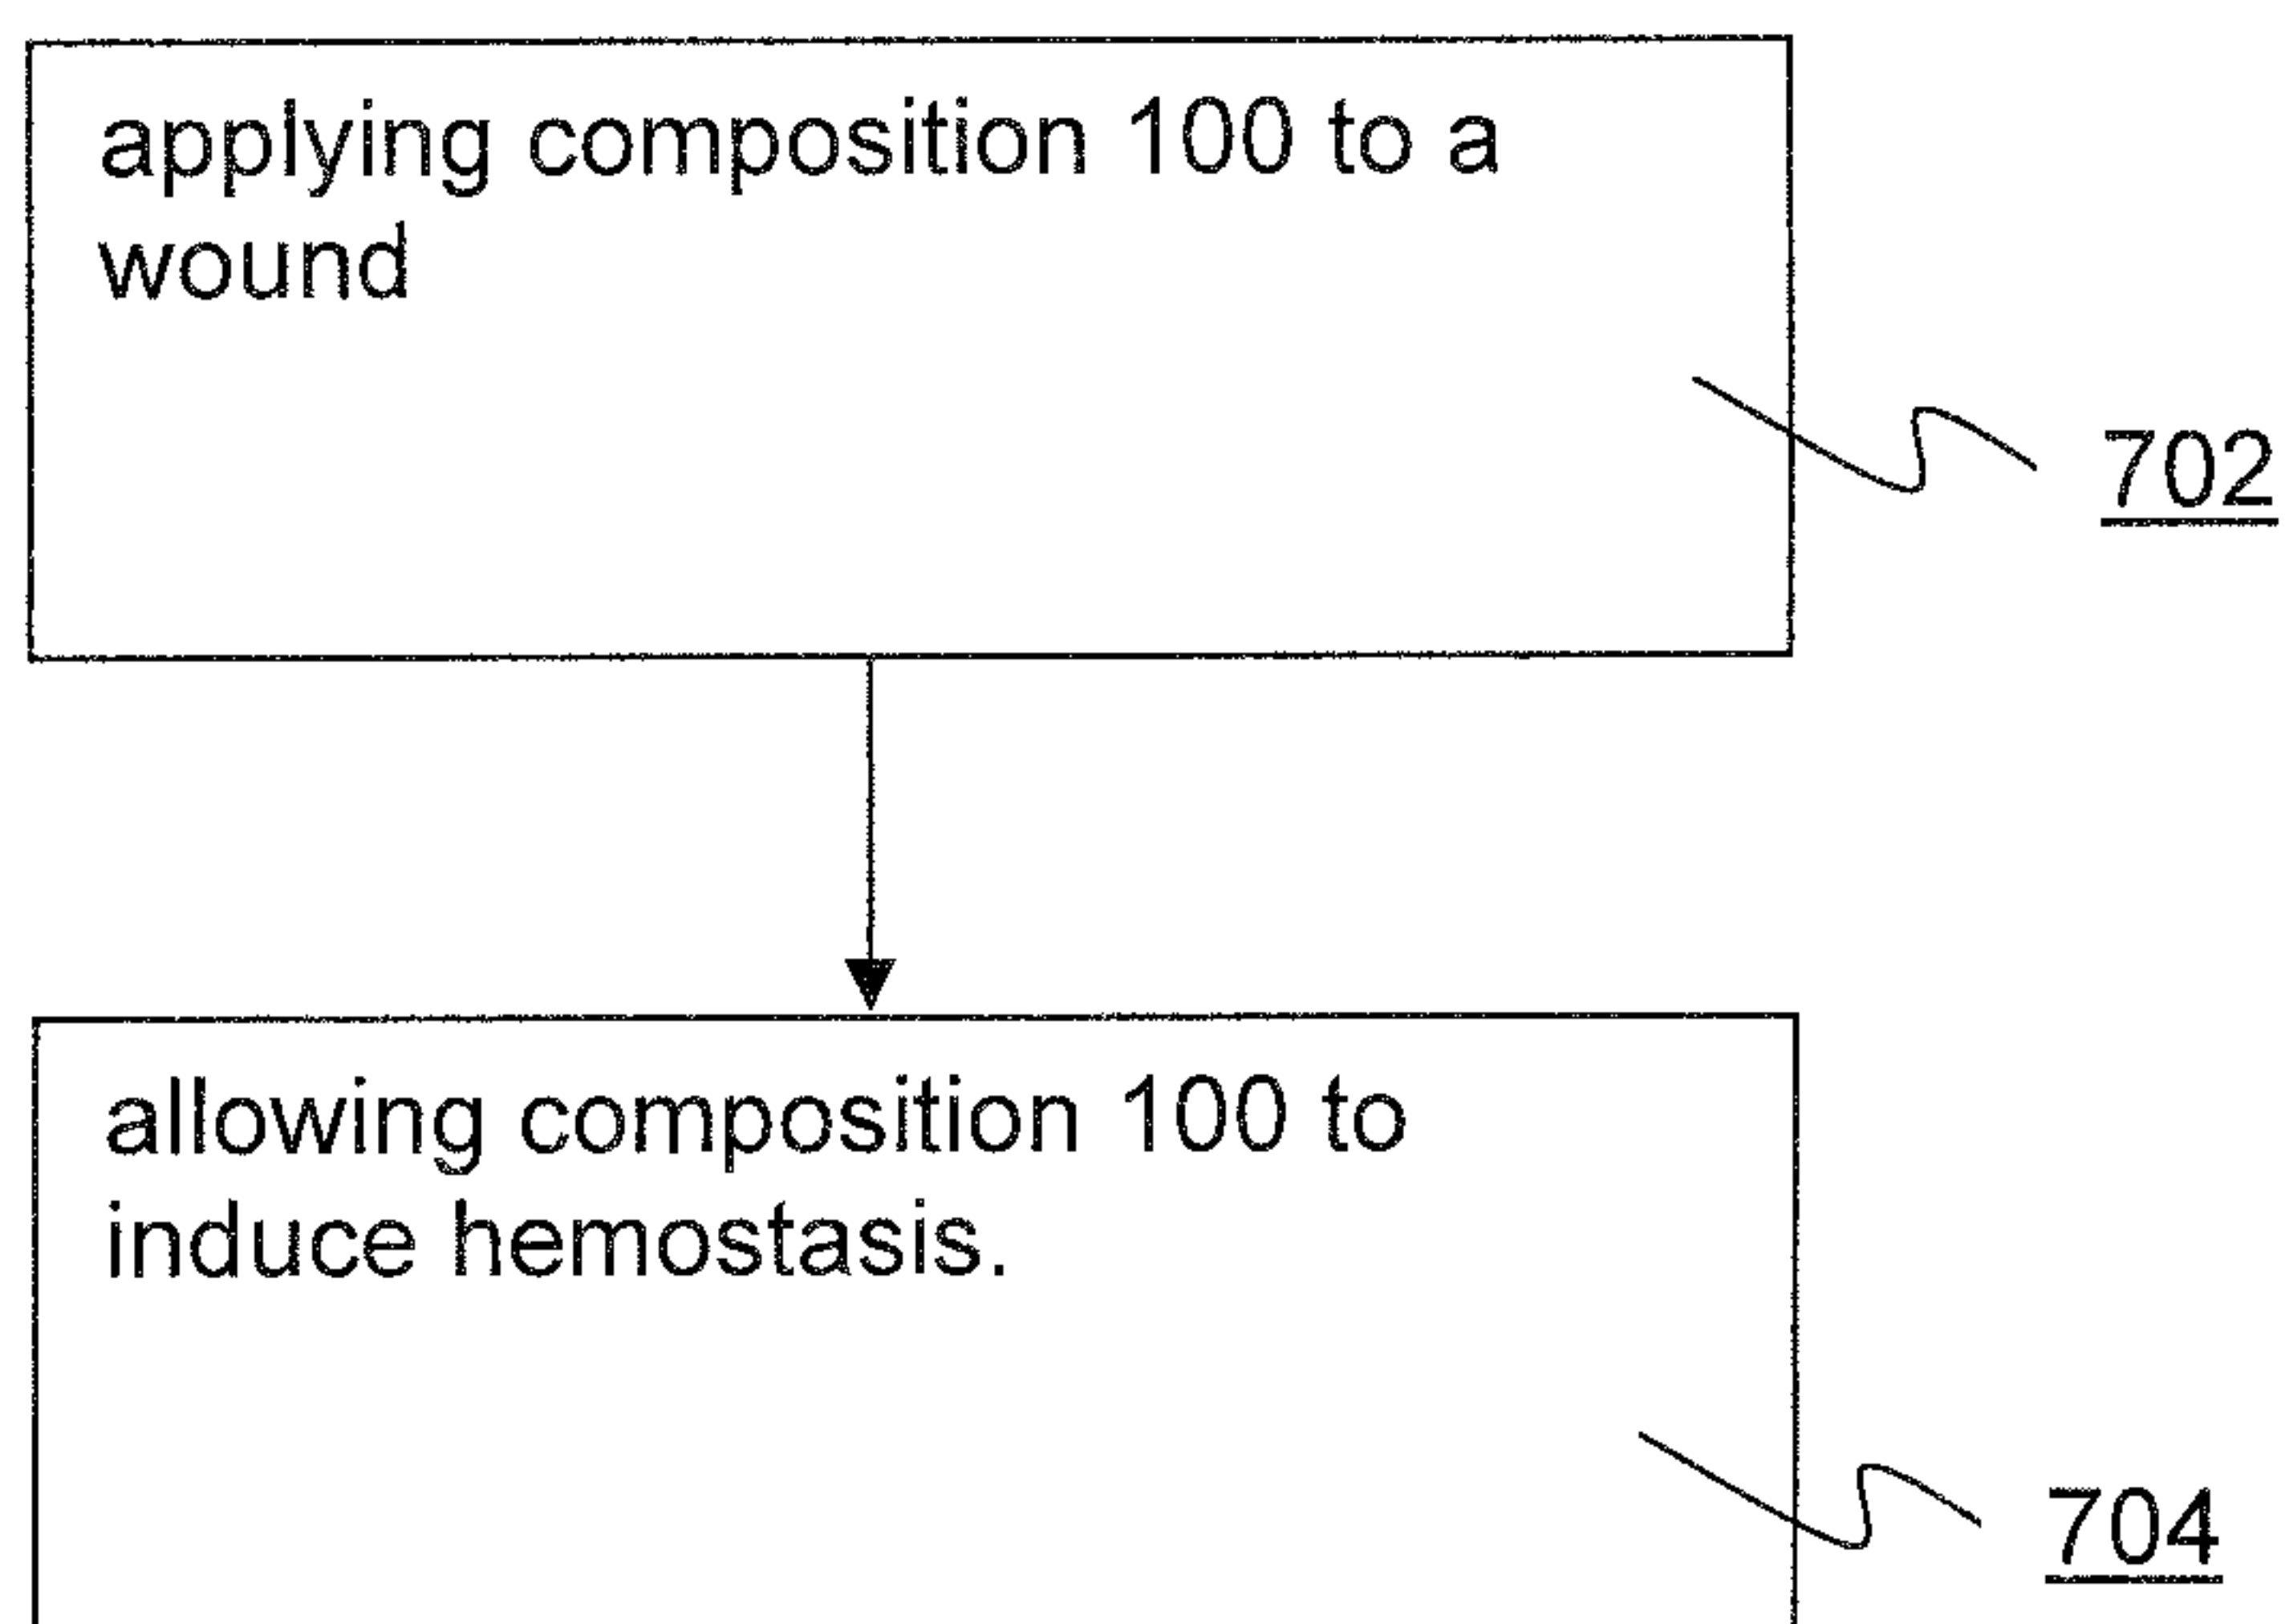 applying composition 100 to a
wound
702
allowing composition 100 to
induce hemostasis.
704